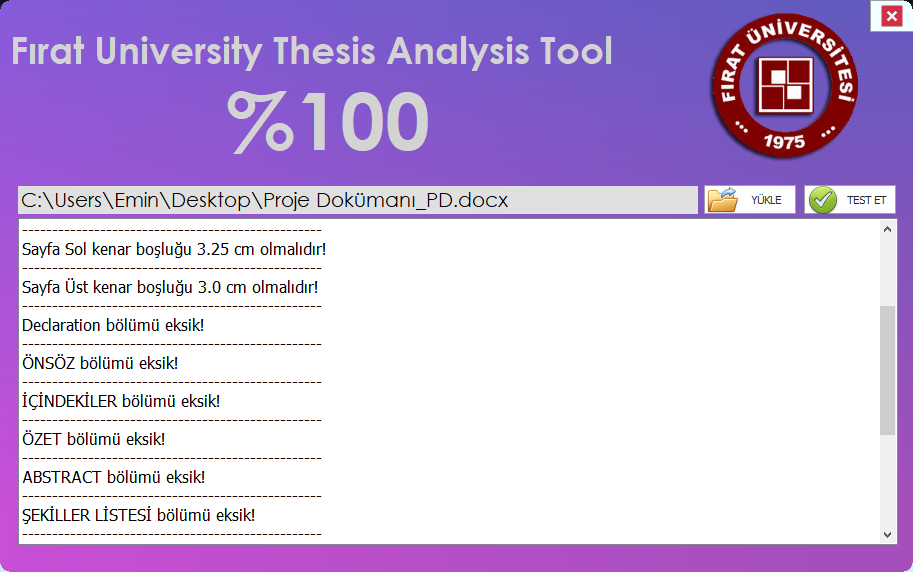 Fırat University Thesis Analysis Tool
%100
FIRAT ÜNİVERSİTESİ
1975
C:\Users\Emin\Desktop\Proje Dokümanı_PD.docx
YÜKLE
TEST ET
--------------------------------------------------
Sayfa Sol kenar boşluğu 3.25 cm olmalıdır!
--------------------------------------------------
Sayfa Üst kenar boşluğu 3.0 cm olmalıdır!
--------------------------------------------------
Declaration bölümü eksik!
--------------------------------------------------
ÖNSÖZ bölümü eksik!
--------------------------------------------------
İÇİNDEKİLER bölümü eksik!
--------------------------------------------------
ÖZET bölümü eksik!
--------------------------------------------------
ABSTRACT bölümü eksik!
--------------------------------------------------
ŞEKİLLER LİSTESİ bölümü eksik!
--------------------------------------------------